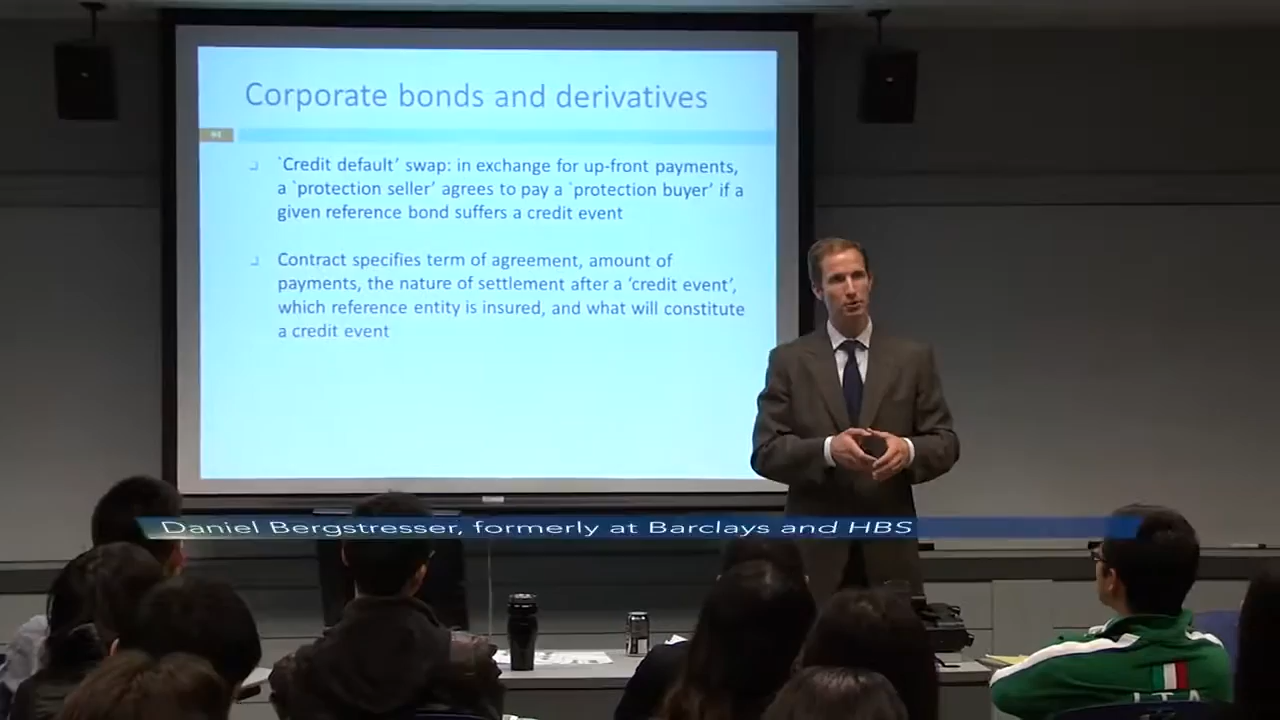 Corporate bonds and derivatives
`Credit default’ swap: in exchange for up-front payments,
a `protection seller’ agrees to pay a `protection buyer’ if a
given reference bond suffers a credit event
Contract specifies term of agreement, amount of
payments, the nature of settlement after a ‘credit event’,
which reference entity is insured, and what will constitute
a credit event
Daniel Bergstresser, formerly at Barclays and HBS
ITA